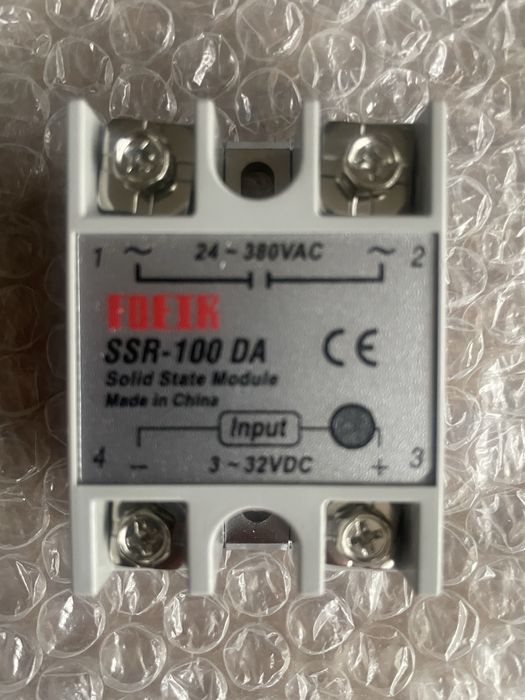 1 ~ 24 ~ 380VAC ~ 2
FOEIK
SSR-100 DA
CE
Solid State Module
Made in China
Input
4 − 3 ~ 32VDC + 3